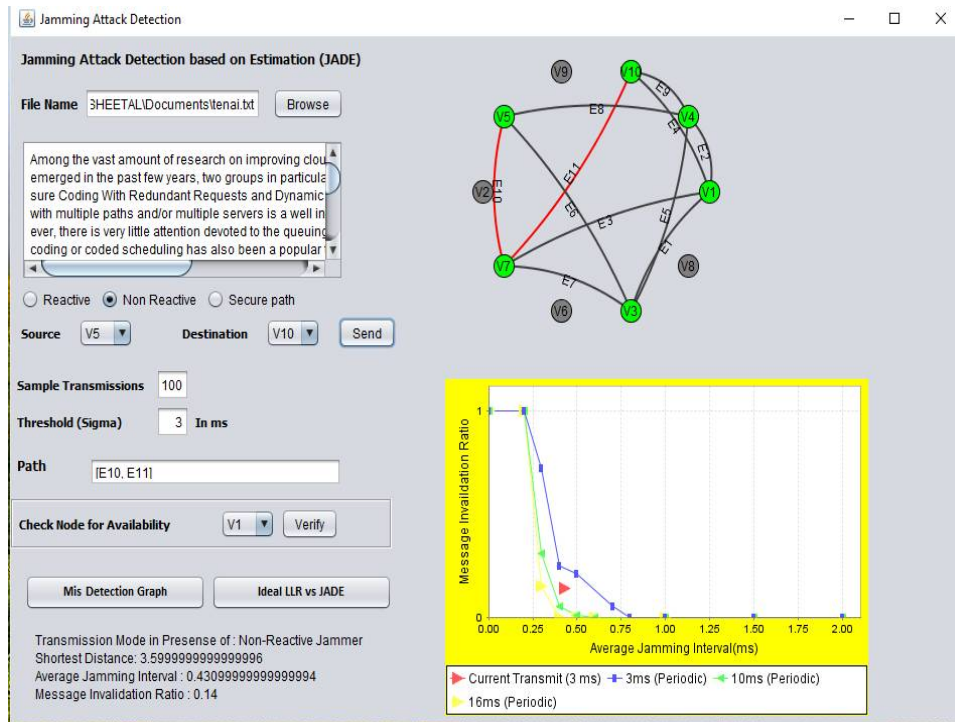 Jamming Attack Detection
Jamming Attack Detection based on Estimation (JADE)
File Name
SHEETAL\Documents\tenai.txt
Browse
Among the vast amount of research on improving clou
emerged in the past few years, two groups in particula
sure Coding With Redundant Requests and Dynamic
with multiple paths and/or multiple servers is a well in
ever, there is very little attention devoted to the queuing
coding or coded scheduling has also been a popular
Reactive
Non Reactive
Secure path
Source
V5
Destination
V10
Send
Sample Transmissions
100
Threshold (Sigma)
3
In ms
Path
[E10, E11]
Check Node for Availability
V1
Verify
Mis Detection Graph
Ideal LLR vs JADE
Transmission Mode in Presense of : Non-Reactive Jammer
Shortest Distance: 3.5999999999999996
Average Jamming Interval : 0.43099999999999994
Message Invalidation Ratio : 0.14
V9
V10
E9
V5
E8
V4
E4
E2
E11
V2
E10
V1
E6
E3
E5
E1
V7
V8
E7
V6
V3
Message Invaildation Ratio
1
0
0.00
0.25
0.50
0.75
1.00
1.25
1.50
1.75
2.00
Average Jamming Interval(ms)
Current Transmit (3 ms)
3ms (Periodic)
10ms (Periodic)
16ms (Periodic)